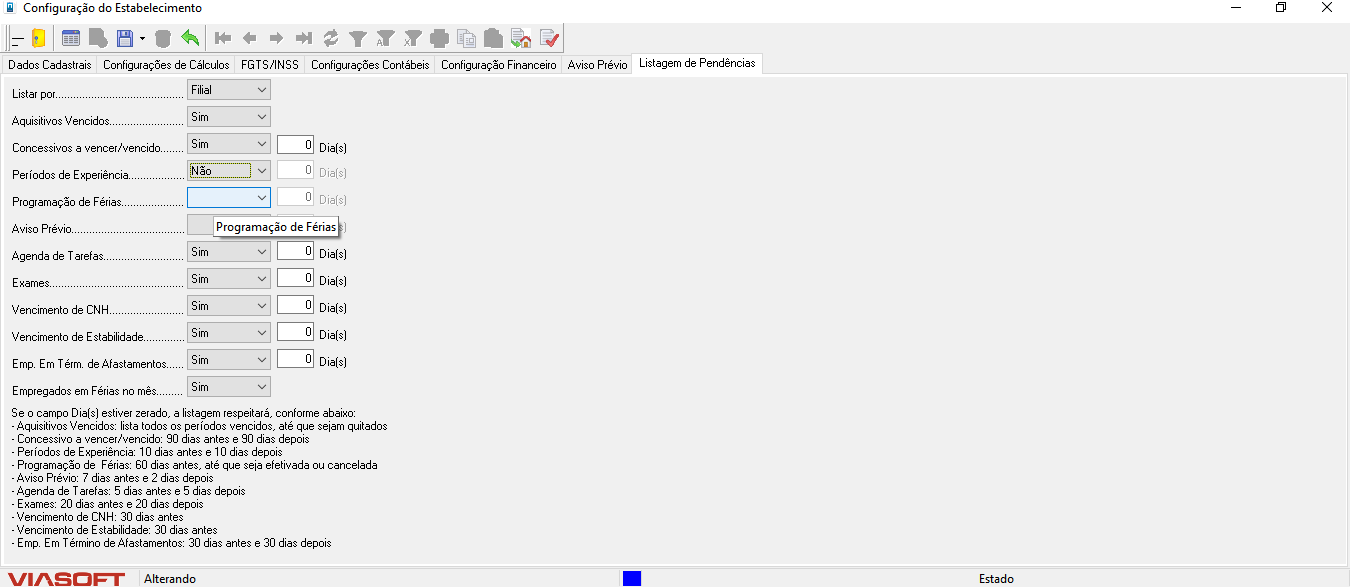 Configuração do Estabelecimento
Dados Cadastrais Configurações de Cálculos FGTS/INSS Configurações Contábeis Configuração Financeiro Aviso Prévio Listagem de Pendências
Listar por........................................... Filial
Aquisitivos Vencidos......................... Sim
Concessivos a vencer/vencido........ Sim 0 Dia(s)
Períodos de Experiência................... Não 0 Dia(s)
Programação de Férias..................... 0 Dia(s)
Aviso Prévio......................................
Programação de Férias
Agenda de Tarefas........................... Sim 0 Dia(s)
Exames............................................. Sim 0 Dia(s)
Vencimento de CNH......................... Sim 0 Dia(s)
Vencimento de Estabilidade............. Sim 0 Dia(s)
Emp. Em Térm. de Afastamentos...... Sim 0 Dia(s)
Empregados em Férias no mês......... Sim
Se o campo Dia(s) estiver zerado, a listagem respeitará, conforme abaixo:
- Aquisitivos Vencidos: lista todos os períodos vencidos, até que sejam quitados
- Concessivo a vencer/vencido: 90 dias antes e 90 dias depois
- Períodos de Experiência: 10 dias antes e 10 dias depois
- Programação de Férias: 60 dias antes, até que seja efetivada ou cancelada
- Aviso Prévio: 7 dias antes e 2 dias depois
- Agenda de Tarefas: 5 dias antes e 5 dias depois
- Exames: 20 dias antes e 20 dias depois
- Vencimento de CNH: 30 dias antes
- Vencimento de Estabilidade: 30 dias antes
- Emp. Em Término de Afastamentos: 30 dias antes e 30 dias depois
VIASOFT Alterando Estado